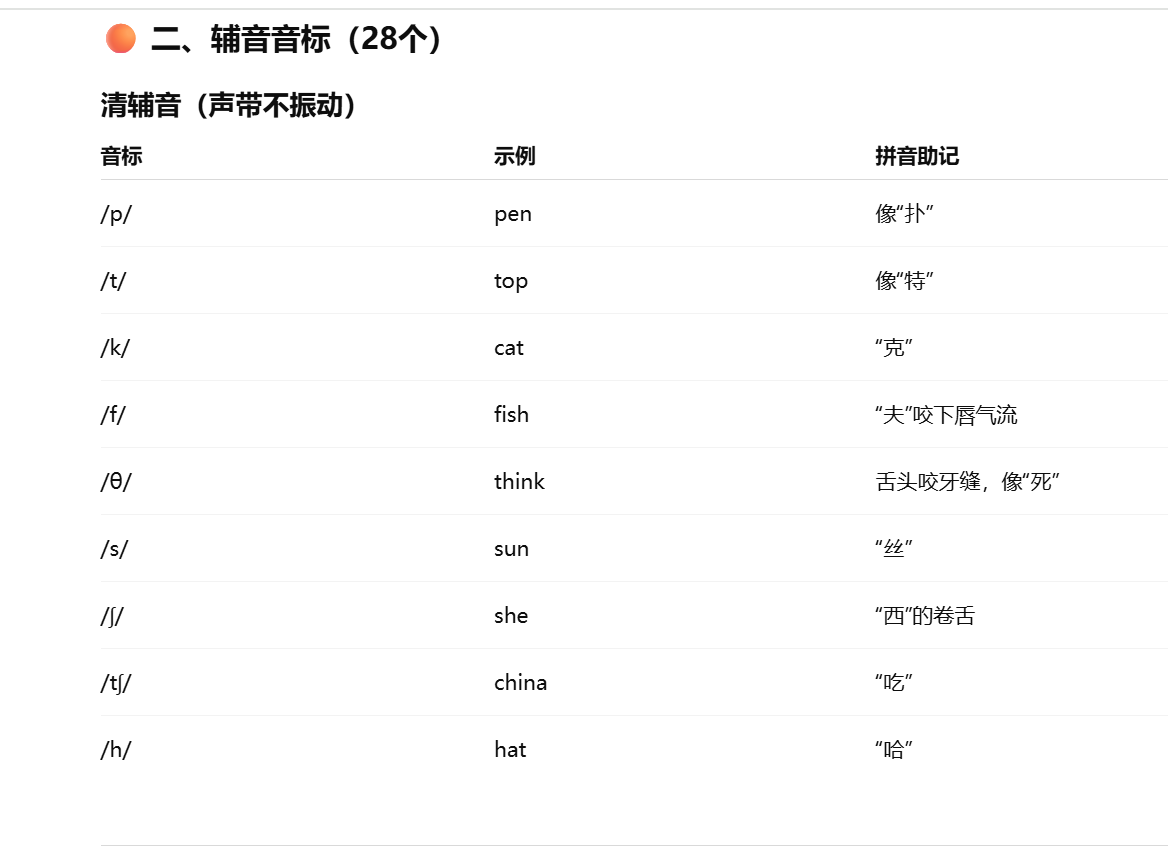 二、辅音音标（28个）
清辅音（声带不振动）
音标 示例 拼音助记
/p/ pen 像“扑”
/t/ top 像“特”
/k/ cat “克”
/f/ fish “夫”咬下唇气流
/θ/ think 舌头咬牙缝，像“死”
/s/ sun “丝”
/ʃ/ she “西”的卷舌
/tʃ/ china “吃”
/h/ hat “哈”